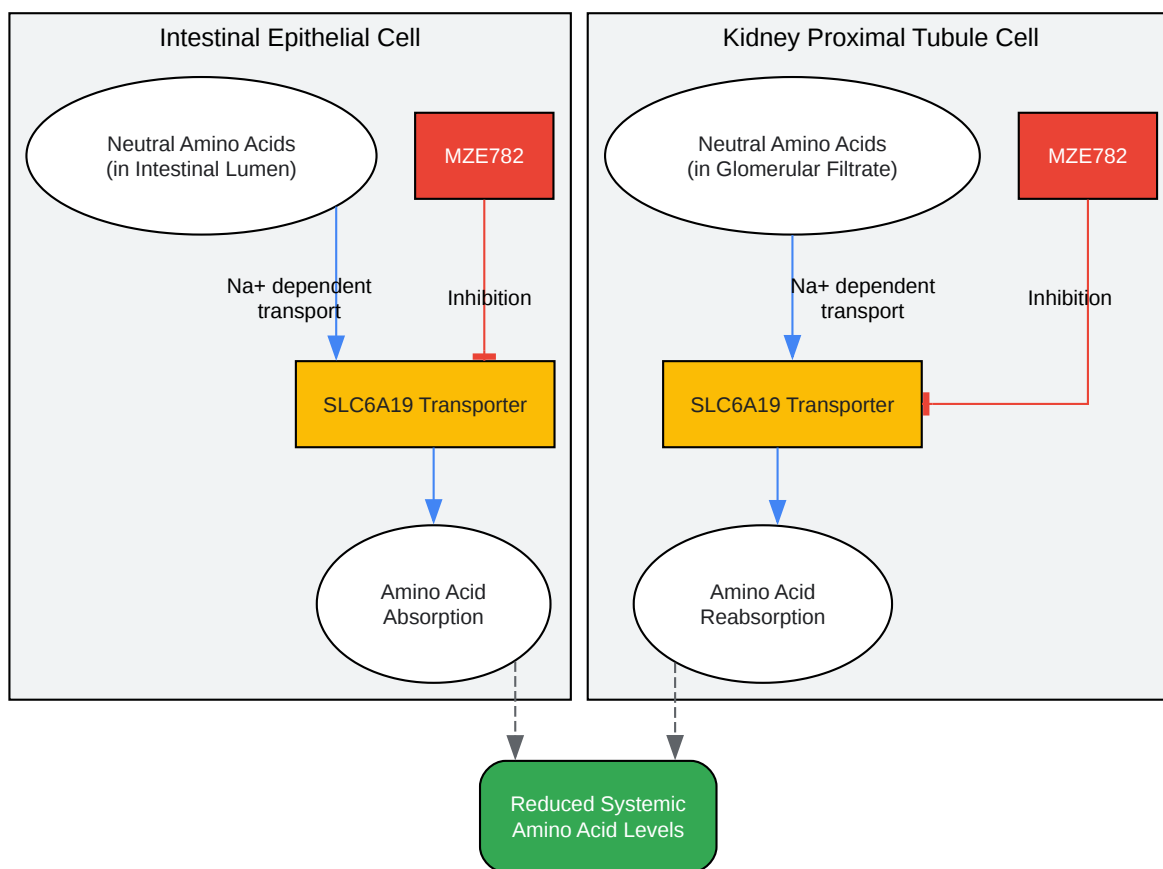 Intestinal Epithelial Cell
Neutral Amino Acids
(in Intestinal Lumen)
MZE782
Na+ dependent
transport
Inhibition
SLC6A19 Transporter
Amino Acid
Absorption
Kidney Proximal Tubule Cell
Neutral Amino Acids
(in Glomerular Filtrate)
MZE782
Na+ dependent
transport
Inhibition
SLC6A19 Transporter
Amino Acid
Reabsorption
Reduced Systemic
Amino Acid Levels